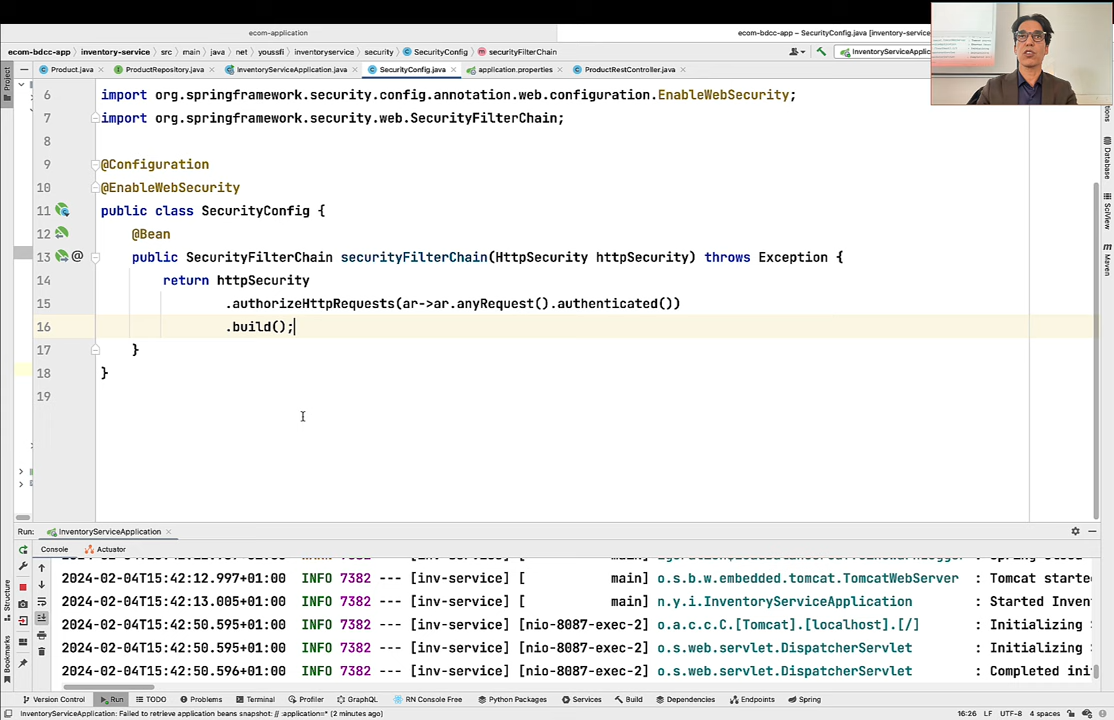 ecom-application
ecom-bdcc-app – SecurityConfig.java [inventory-service
ecom-bdcc-app › inventory-service › src › main › java › net › youssfi › inventoryservice › security › SecurityConfig › securityFilterChain
InventoryServiceApplic
Product.java
ProductRepository.java
InventoryServiceApplication.java
SecurityConfig.java
application.properties
ProductRestController.java
Project
6 import org.springframework.security.config.annotation.web.configuration.EnableWebSecurity;
7 import org.springframework.security.web.SecurityFilterChain;
8
9 @Configuration
10 @EnableWebSecurity
11 public class SecurityConfig {
12 @Bean
13 @ public SecurityFilterChain securityFilterChain(HttpSecurity httpSecurity) throws Exception {
14 return httpSecurity
15 .authorizeHttpRequests(ar->ar.anyRequest().authenticated())
16 .build();
17 }
18 }
19
Database
SciView
Maven
Run: InventoryServiceApplication
Console Actuator
2024-02-04T15:42:12.997+01:00 INFO 7382 --- [inv-service] [ main] o.s.b.w.embedded.tomcat.TomcatWebServer : Tomcat starte
2024-02-04T15:42:13.005+01:00 INFO 7382 --- [inv-service] [ main] n.y.i.InventoryServiceApplication : Started Inven
2024-02-04T15:42:50.595+01:00 INFO 7382 --- [inv-service] [nio-8087-exec-2] o.a.c.c.C.[Tomcat].[localhost].[/] : Initializing
2024-02-04T15:42:50.595+01:00 INFO 7382 --- [inv-service] [nio-8087-exec-2] o.s.web.servlet.DispatcherServlet : Initializing
2024-02-04T15:42:50.596+01:00 INFO 7382 --- [inv-service] [nio-8087-exec-2] o.s.web.servlet.DispatcherServlet : Completed init
Structure
Bookmarks
Version Control Run TODO Problems Terminal Profiler GraphQL RN Console Free Python Packages Services Build Dependencies Endpoints Spring
InventoryServiceApplication: Failed to retrieve application beans snapshot: // :application=* (2 minutes ago)
16:26 LF UTF-8 4 spaces